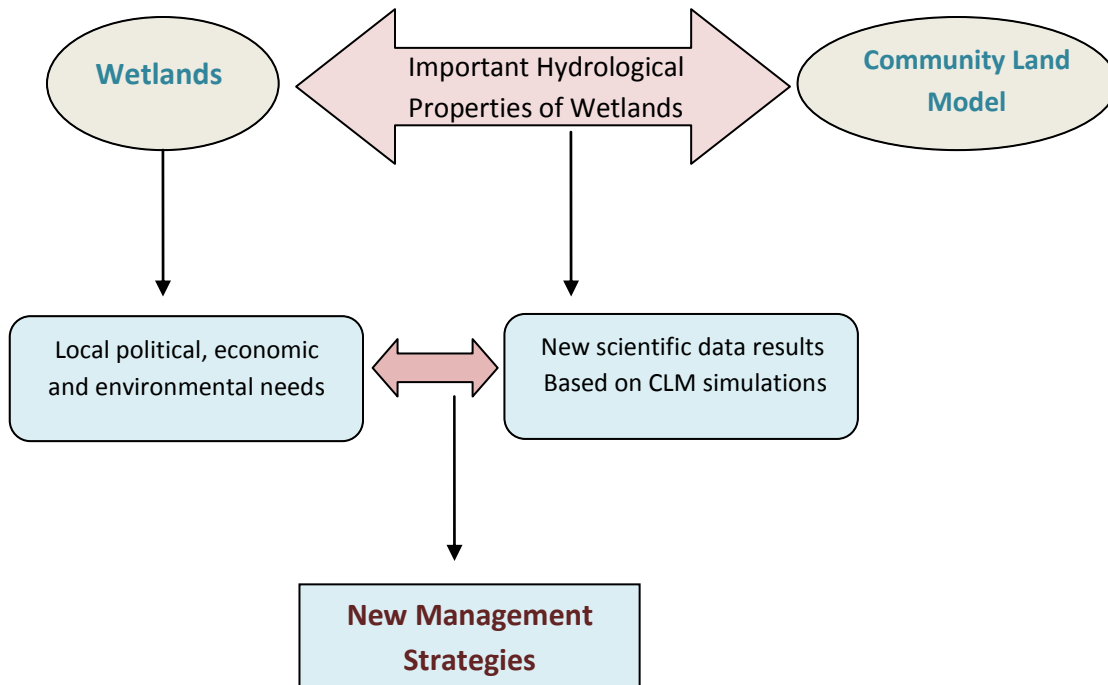 Wetlands
Important Hydrological
Properties of Wetlands
Community Land
Model
Local political, economic
and environmental needs
New scientific data results
Based on CLM simulations
New Management
Strategies